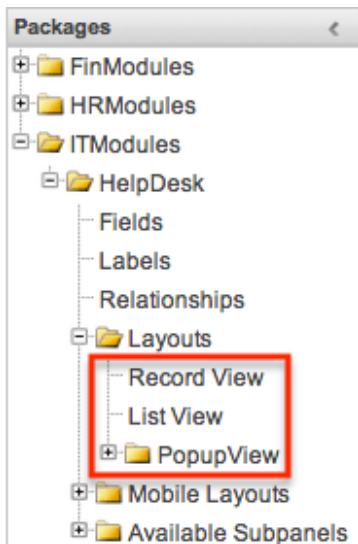 Packages
FinModules
HRModules
ITModules
HelpDesk
Fields
Labels
Relationships
Layouts
Record View
List View
PopupView
Mobile Layouts
Available Subpanels